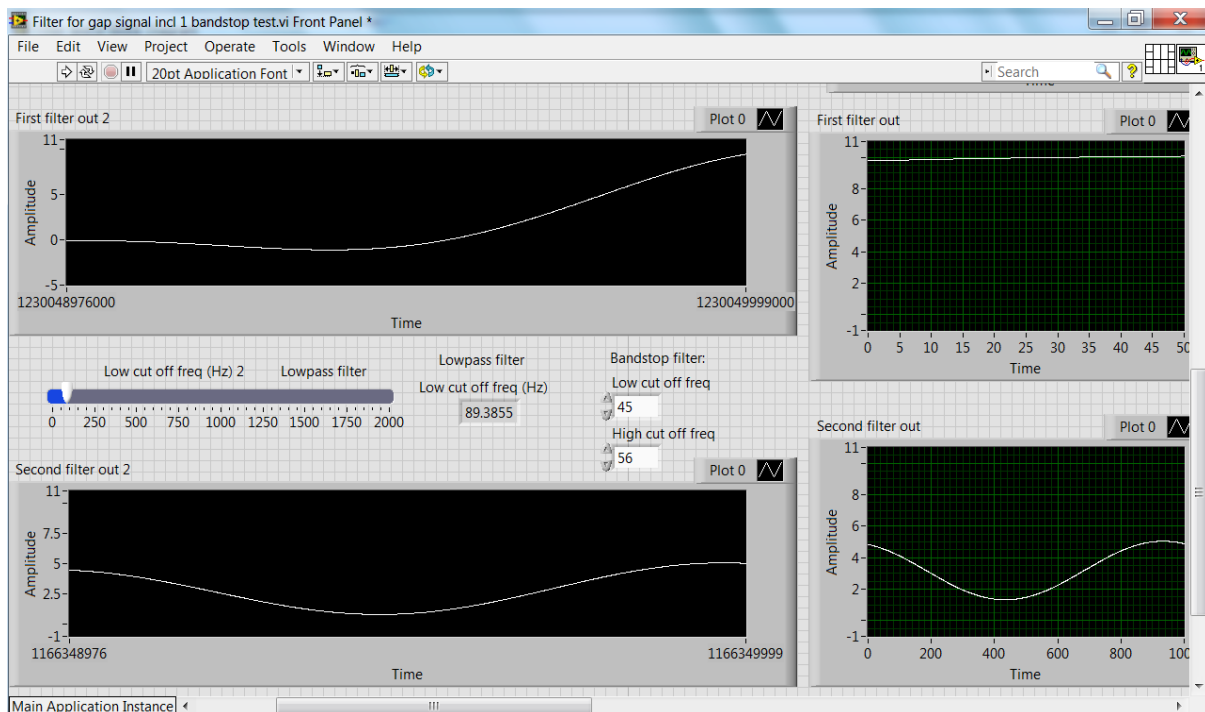 Filter for gap signal incl 1 bandstop test.vi Front Panel *
File Edit View Project Operate Tools Window Help
20pt Application Font Search ? 1
Time
First filter out 2 Plot 0
11
5
0
-5
Amplitude
1230048976000 1230049999000
Time
First filter out Plot 0
11
8
6
4
2
-1
Amplitude
0 5 10 15 20 25 30 35 40 45 50
Time
Low cut off freq (Hz) 2 Lowpass filter
0 250 500 750 1000 1250 1500 1750 2000
Lowpass filter
Low cut off freq (Hz)
89.3855
Bandstop filter:
Low cut off freq
45
High cut off freq
56
Second filter out 2 Plot 0
11
7.5
5
2.5
-1
Amplitude
1166348976 1166349999
Time
Second filter out Plot 0
11
8
6
4
2
-1
Amplitude
0 200 400 600 800 100
Time
Main Application Instance